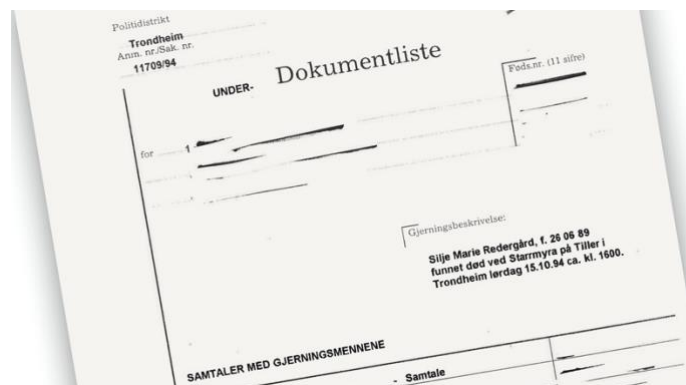 Politidistrikt
Trondheim
Anm. nr./Sak. nr.
11709/94
UNDER- Dokumentliste
Føds.nr. (11 sifre)
for 1
Gjerningsbeskrivelse:
Silje Marie Redergård, f. 26 06 89
funnet død ved Starrmyra på Tiller i
Trondheim lørdag 15.10.94 ca. kl. 1600.
SAMTALER MED GJERNINGSMENNENE
- Samtale